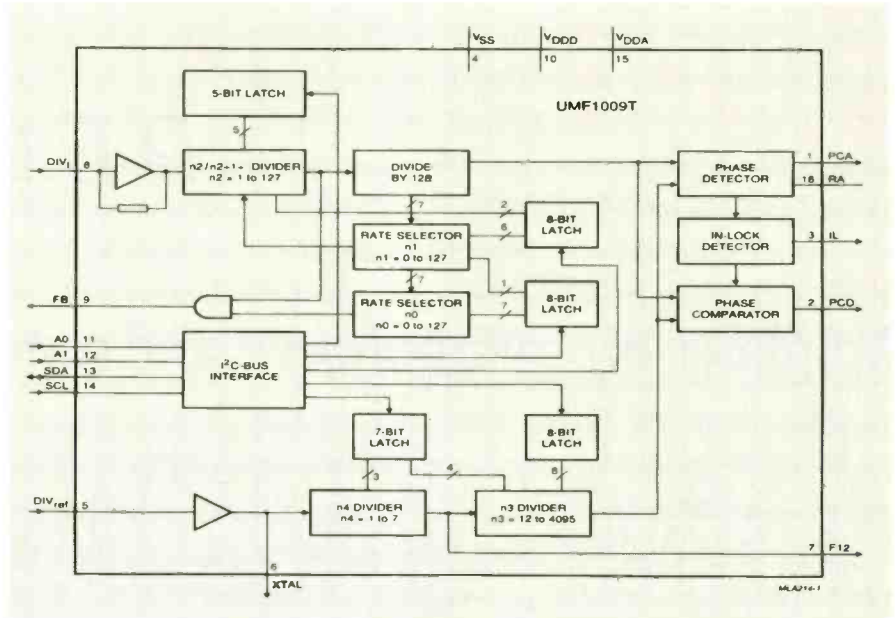 VSS VDDD VDDA
4 10 15
UMF1009T
5-BIT LATCH
5
DIVi 8
n2/n2+1+ DIVIDER
n2 = 1 to 127
DIVIDE
BY 128
PHASE
DETECTOR
1 PCA
16 RA
7
2
6
8-BIT
LATCH
RATE SELECTOR
n1
n1 = 0 to 127
IN-LOCK
DETECTOR
3 IL
7
1
7
8-BIT
LATCH
FB 9
RATE SELECTOR
n0
n0 = 0 to 127
PHASE
COMPARATOR
2 PCD
A0 11
A1 12
SDA 13
SCL 14
I²C-BUS
INTERFACE
7-BIT
LATCH
8-BIT
LATCH
3
4
8
DIVref 5
n4 DIVIDER
n4 = 1 to 7
n3 DIVIDER
n3 = 12 to 4095
7 F12
6
XTAL